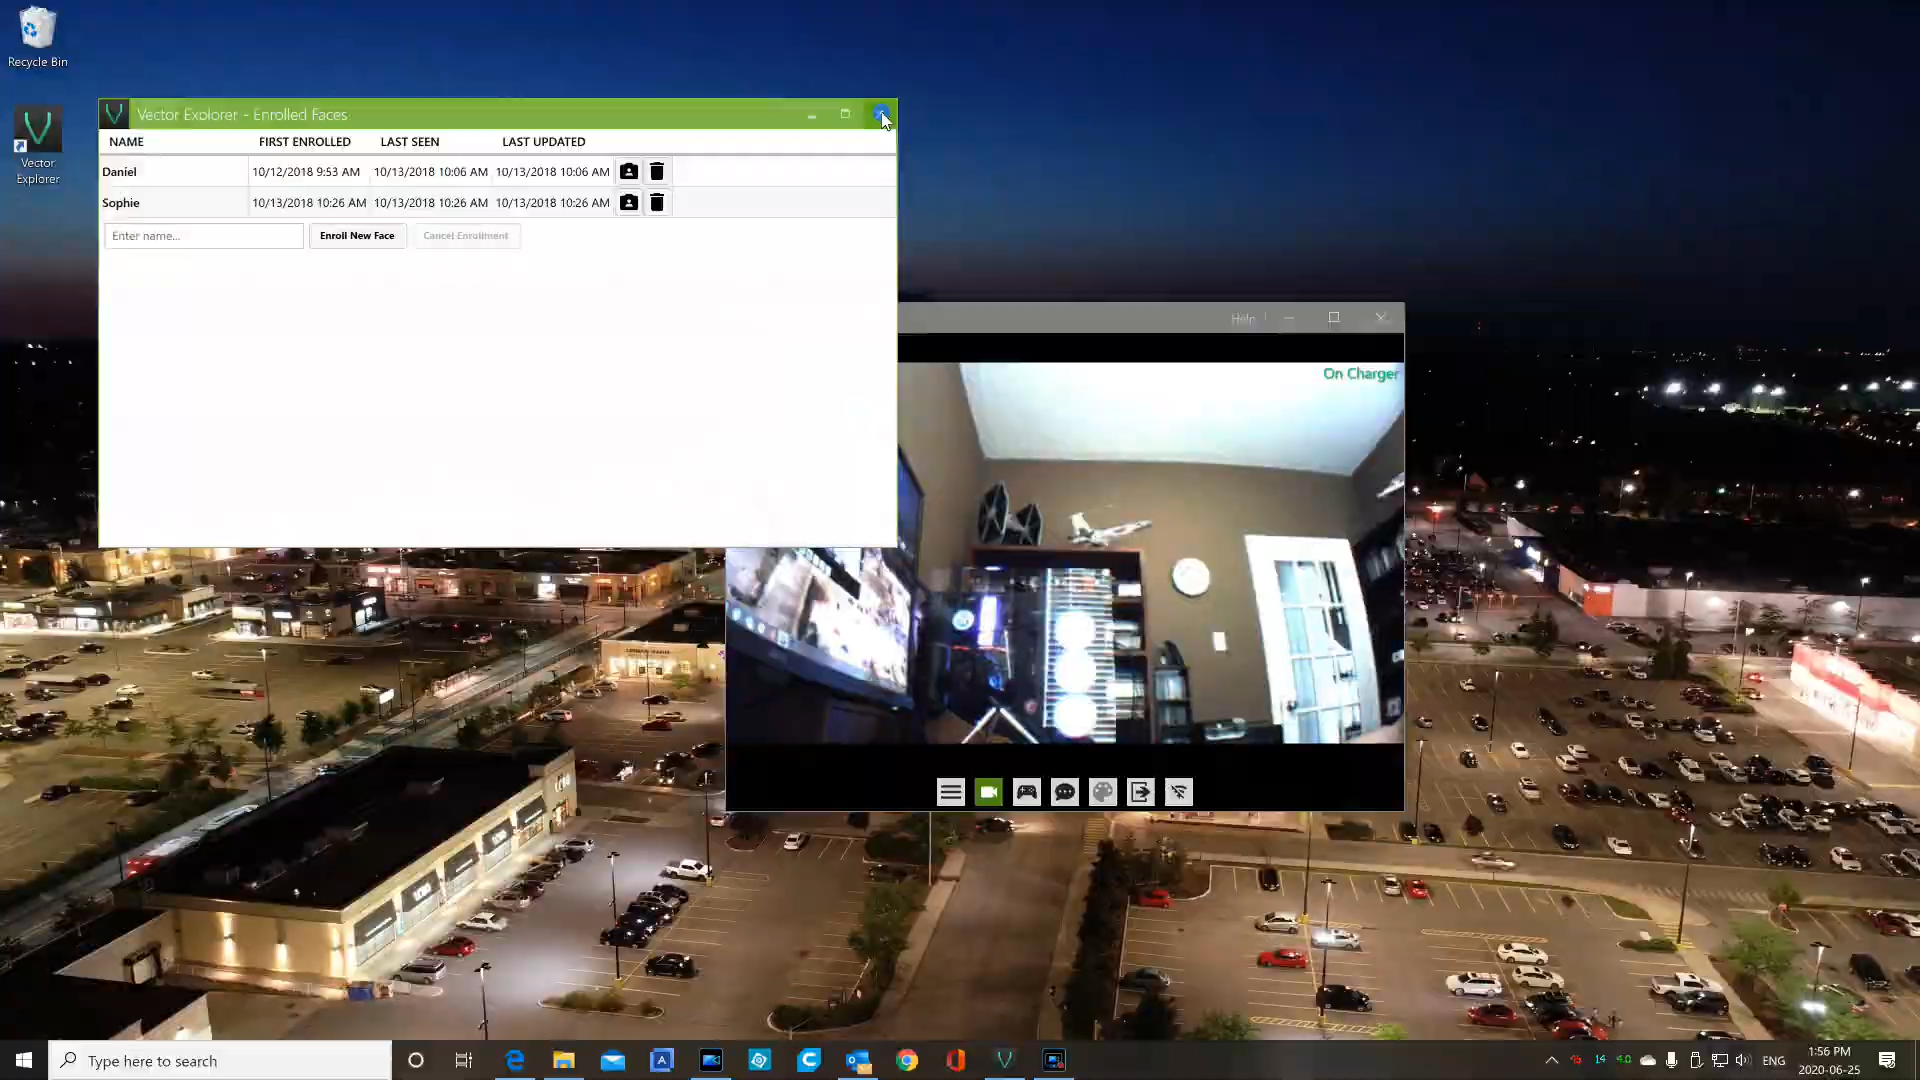 Recycle Bin
Vector
Explorer
Vector Explorer - Enrolled Faces
NAME FIRST ENROLLED LAST SEEN LAST UPDATED
Daniel 10/12/2018 9:53 AM 10/13/2018 10:06 AM 10/13/2018 10:06 AM
Sophie 10/13/2018 10:26 AM 10/13/2018 10:26 AM 10/13/2018 10:26 AM
Enter name... Enroll New Face Cancel Enrollment
Help
On Charger
Type here to search
14 4.0 ENG 1:56 PM
2020-06-25